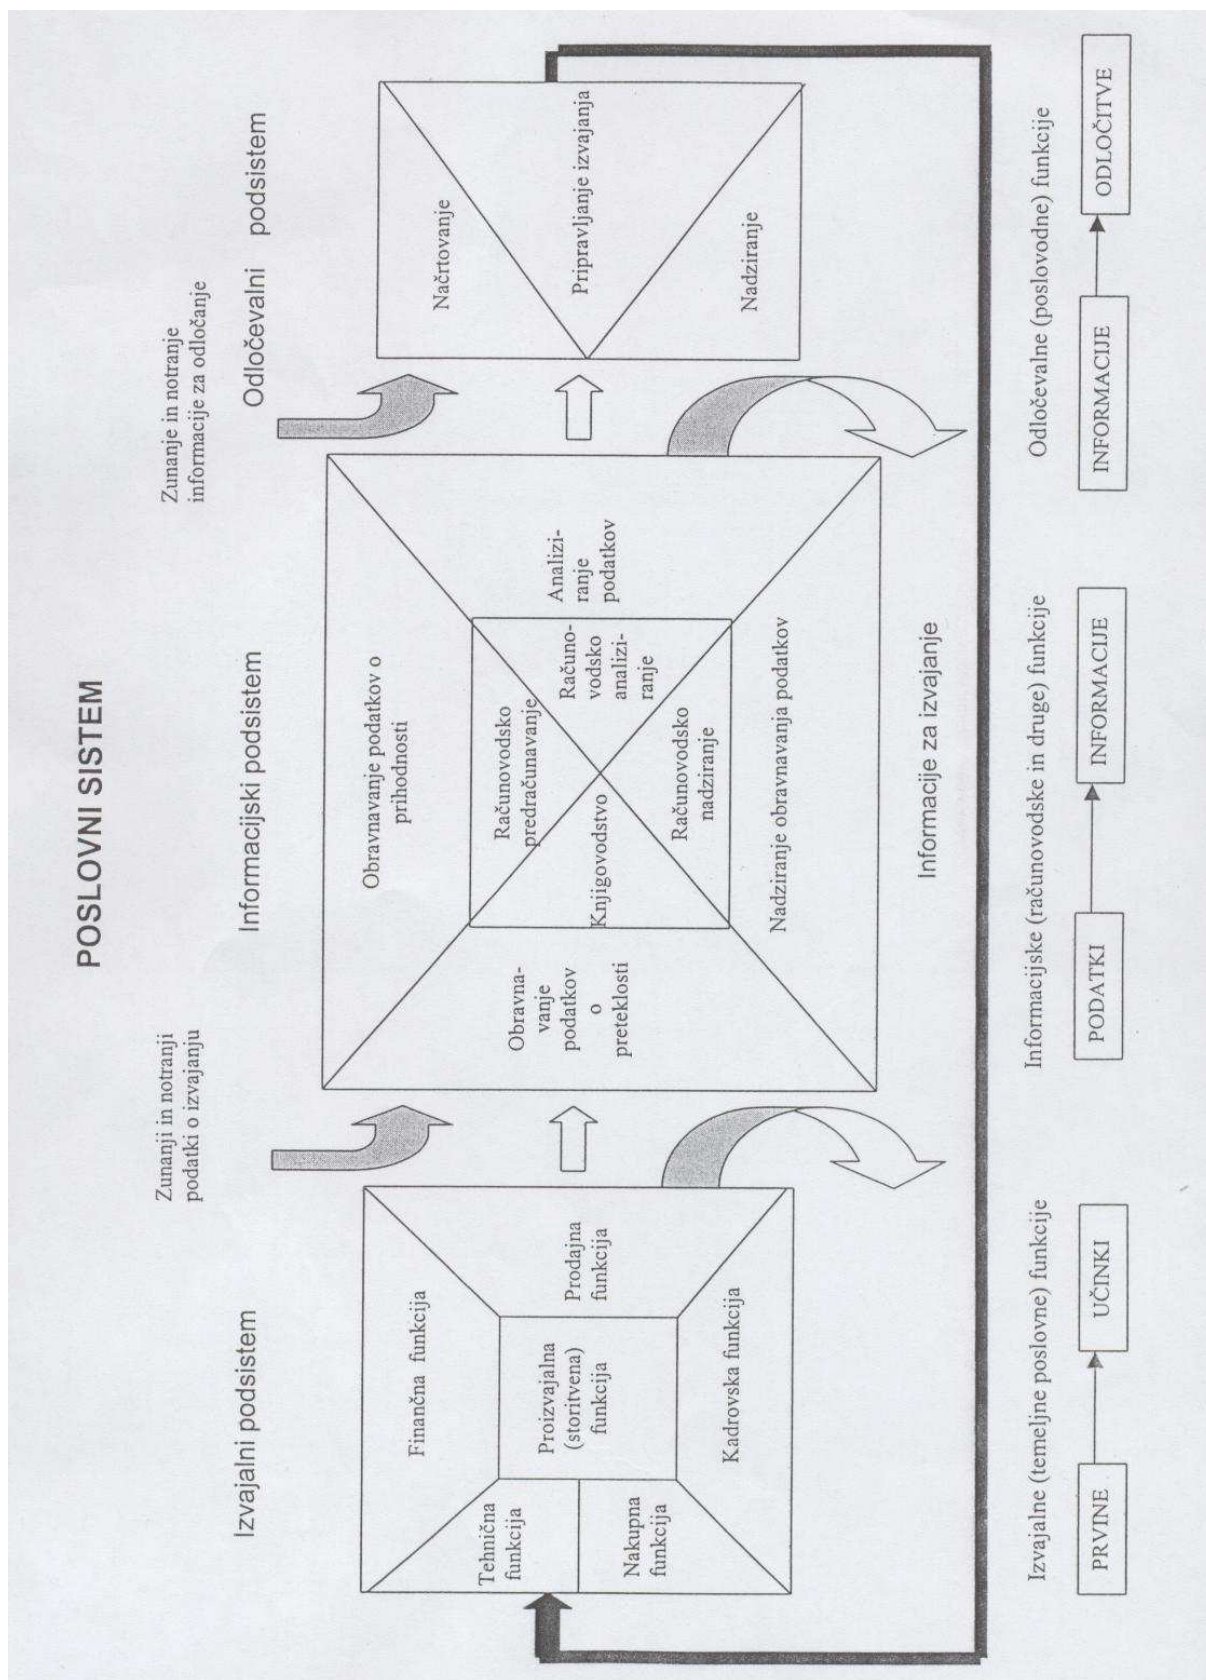 POSLOVNI SISTEM
Zunanji in notranji
podatki o izvajanju
Zunanje in notranje
informacije za odločanje
Izvajalni podsistem
Informacijski podsistem
Odločevalni podsistem
Finančna funkcija
Tehnična
funkcija
Nakupna
funkcija
Proizvajalna
(storitvena)
funkcija
Prodajna
funkcija
Kadrovska funkcija
Obravnavanje podatkov o
prihodnosti
Obravna-
vanje
podatkov
o
preteklosti
Računovodsko
predračunavanje
Knjigovodstvo
Računo-
vodsko
analizi-
ranje
Računovodsko
nadziranje
Analizi-
ranje
podatkov
Nadziranje obravnavanja podatkov
Načrtovanje
Pripravljanje izvajanja
Nadziranje
Informacije za izvajanje
Izvajalne (temeljne poslovne) funkcije
PRVINE
UČINKI
Informacijske (računovodske in druge) funkcije
PODATKI
INFORMACIJE
Odločevalne (poslovodne) funkcije
INFORMACIJE
ODLOČITVE